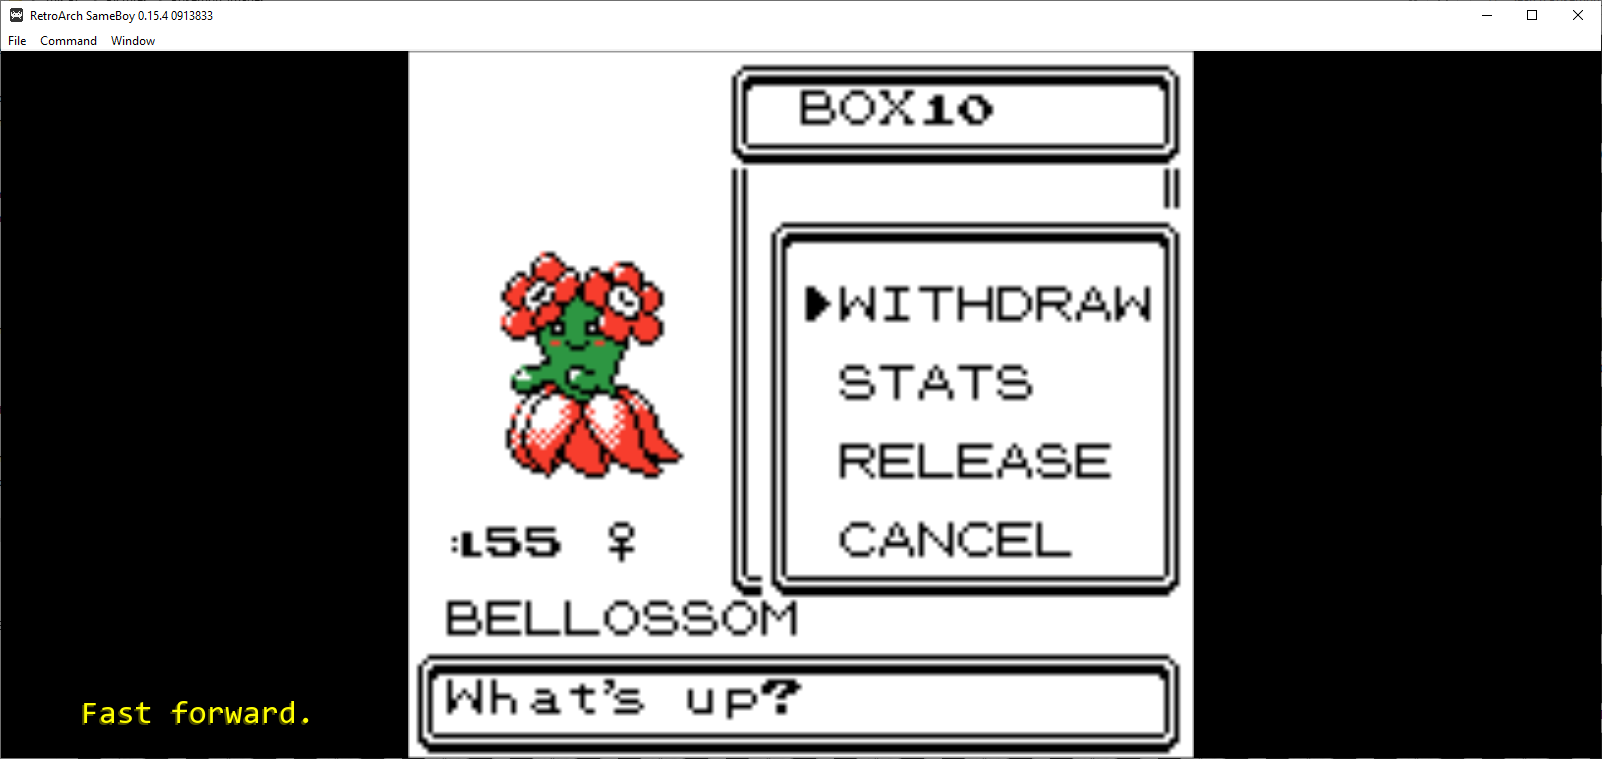 RetroArch SameBoy 0.15.4 0913833
File Command Window
BOX10
WITHDRAW
STATS
RELEASE
CANCEL
:L55 ♀
BELLOSSOM
What's up?
Fast forward.